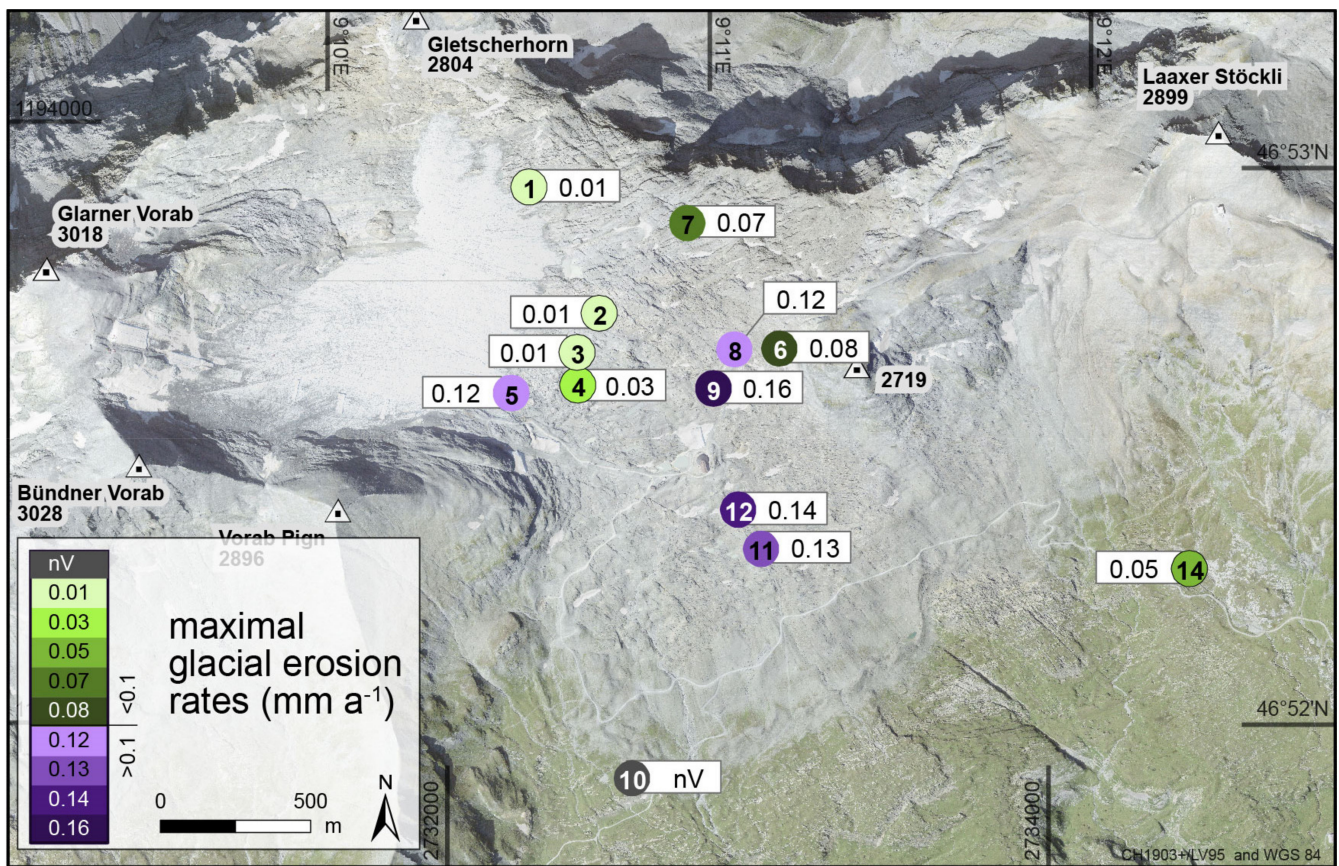 9°10'E
9°11'E
9°12'E
Gletscherhorn
2804
Laaxer Stöckli
2899
1194000
46°53'N
1 0.01
Glarner Vorab
3018
7 0.07
0.12
0.01 2
8
6 0.08
0.01 3
2719
4 0.03
0.12 5
9 0.16
Bündner Vorab
3028
12 0.14
Vorab Pign
2896
11 0.13
0.05 14
nV
0.01
0.03
0.05
0.07
0.08
<0.1
0.12
>0.1
0.13
0.14
0.16
maximal
glacial erosion
rates (mm a⁻¹)
46°52'N
10 nV
N
0 500
m
2732000
2734000
CH1903+/LV95 and WGS 84